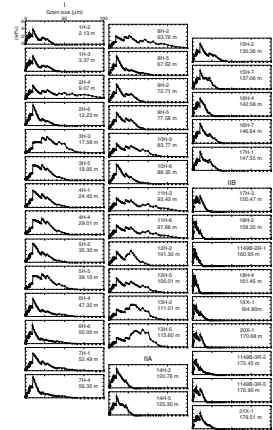 I
Grain size (µm)
0
50
100
(wt%)
1H-2
2.13 m
1H-3
3.37 m
2H-4
9.07 m
2H-6
12.23 m
3H-3
17.58 m
3H-5
19.95 m
4H-1
24.45 m
4H-4
29.01 m
5H-2
35.30 m
5H-5
39.10 m
6H-4
47.32 m
6H-6
50.00 m
7H-1
52.49 m
7H-4
56.35 m
8H-2
63.78 m
8H-5
67.62 m
9H-2
72.71 m
9H-5
77.58 m
10H-3
83.77 m
10H-6
88.35 m
11H-3
93.43 m
11H-6
97.68 m
12H-2
101.30 m
12H-5
106.01 m
13H-2
111.01 m
13H-5
115.60 m
IIA
14H-2
120.76 m
14H-5
125.30 m
15H-2
130.36 m
15H-7
137.06 m
16H-4
142.58 m
16H-7
146.64 m
17H-1
147.55 m
IIB
17H-3
150.47 m
18H-2
158.35 m
1149B-2R-1
160.85 m
18H-4
161.45 m
19X-1
164.80m
20X-1
170.68 m
1149B-3R-2
172.45 m
1149B-3R-5
176.90 m
21X-1
179.51 m